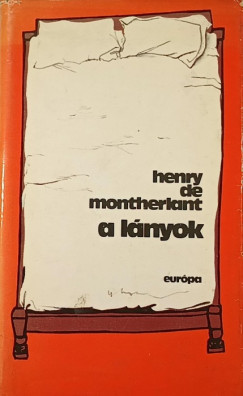 henry
de
montherlant
a lányok
európa